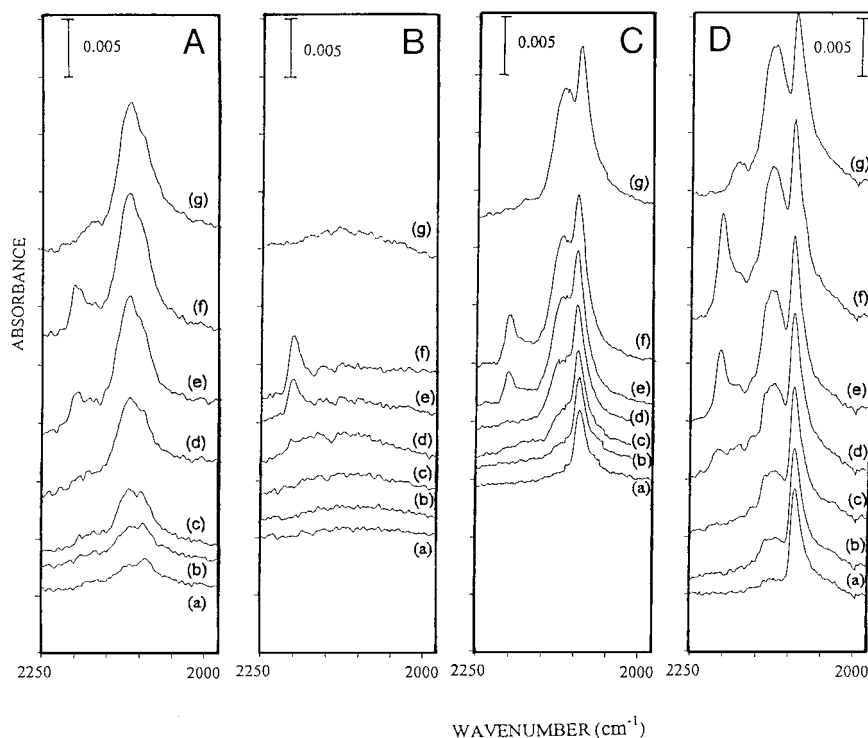 A
B
C
D
0.005
0.005
0.005
0.005
ABSORBANCE
(g)
(f)
(e)
(d)
(c)
(b)
(a)
(g)
(f)
(e)
(d)
(c)
(b)
(a)
(g)
(f)
(e)
(d)
(c)
(b)
(a)
(g)
(f)
(e)
(d)
(c)
(b)
(a)
2250
2000
2250
2000
2250
2000
2250
2000
WAVENUMBER (cm⁻¹)